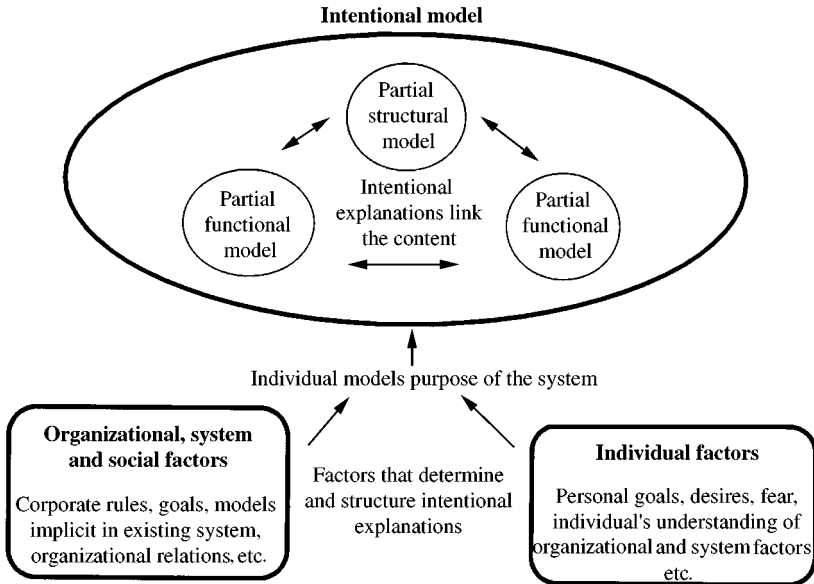 Intentional model
Partial
structural
model
Partial
functional
model
Intentional
explanations link
the content
Partial
functional model
Individual models purpose of the system
Organizational, system
and social factors
Corporate rules, goals, models
implicit in existing system,
organizational relations, etc.
Factors that determine
and structure intentional
explanations
Individual factors
Personal goals, desires, fear,
individual's understanding of
organizational and system factors
etc.